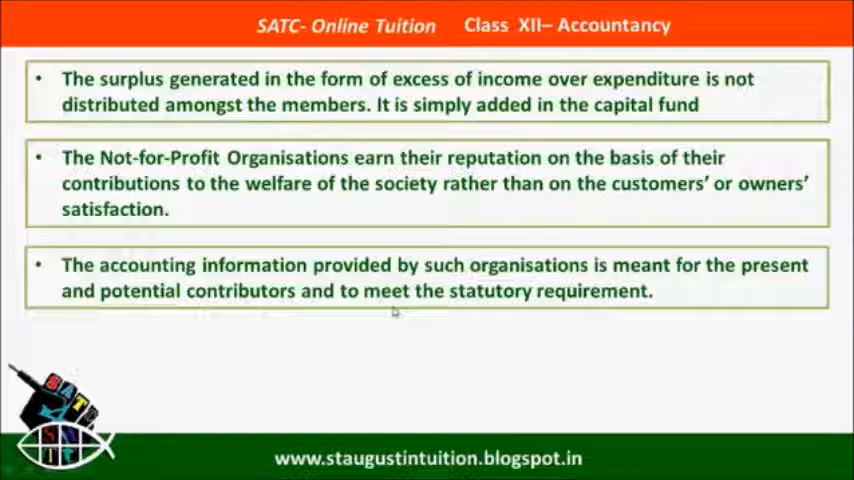 SATC- Online Tuition Class XII– Accountancy
• The surplus generated in the form of excess of income over expenditure is not
distributed amongst the members. It is simply added in the capital fund
• The Not-for-Profit Organisations earn their reputation on the basis of their
contributions to the welfare of the society rather than on the customers’ or owners’
satisfaction.
• The accounting information provided by such organisations is meant for the present
and potential contributors and to meet the statutory requirement.
SATC
www.staugustintuition.blogspot.in